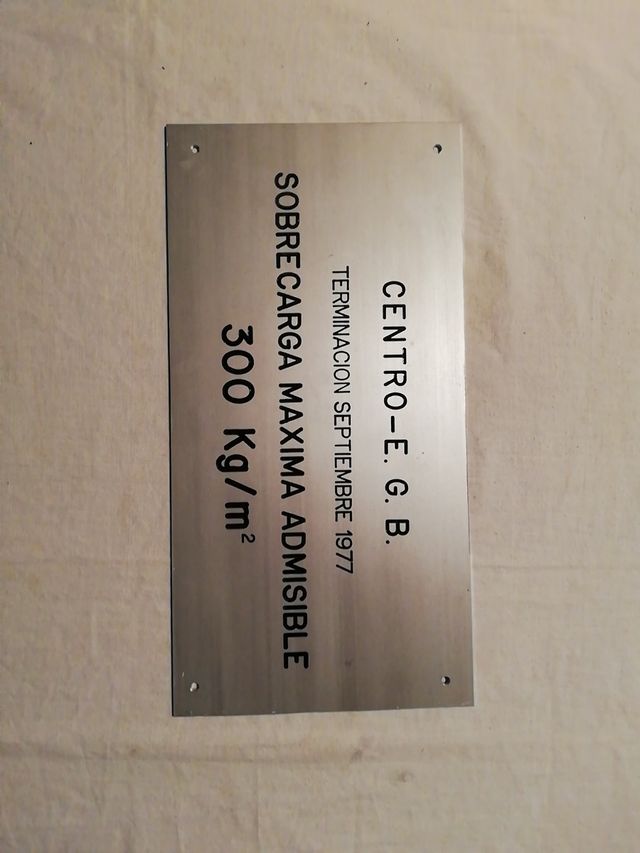 CENTRO-E. G. B.
TERMINACION SEPTIEMBRE 1977
SOBRECARGA MAXIMA ADMISIBLE
300 Kg/m²